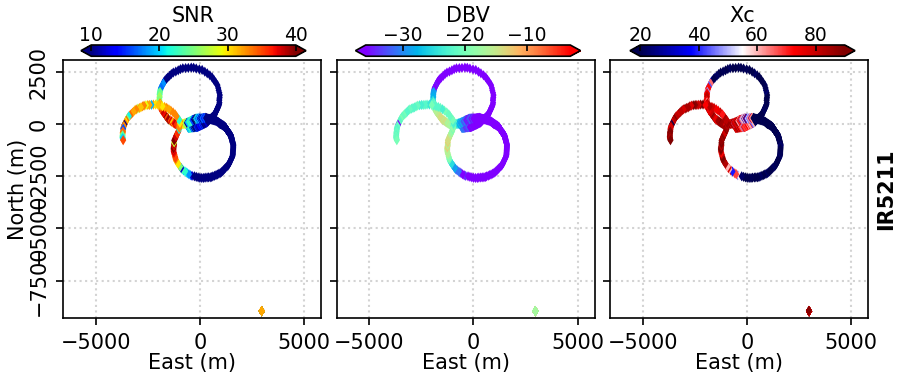 SNR
DBV
Xc
10 20 30 40
−30 −20 −10
20 40 60 80
North (m)
2500
0
−2500
−5000
−7500
−5000 0 5000
−5000 0 5000
−5000 0 5000
East (m)
East (m)
East (m)
IR5211